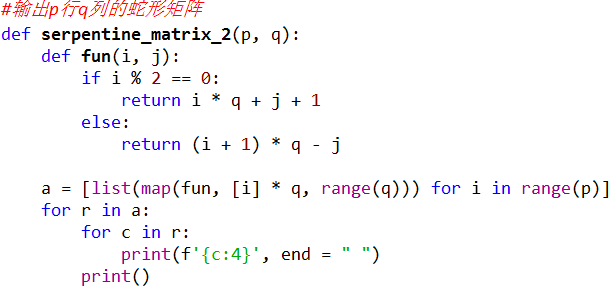 #输出p行q列的蛇形矩阵
def serpentine_matrix_2(p, q):
    def fun(i, j):
        if i % 2 == 0:
            return i * q + j + 1
        else:
            return (i + 1) * q - j

    a = [list(map(fun, [i] * q, range(q))) for i in range(p)]
    for r in a:
        for c in r:
            print(f'{c:4}', end = " ")
        print()